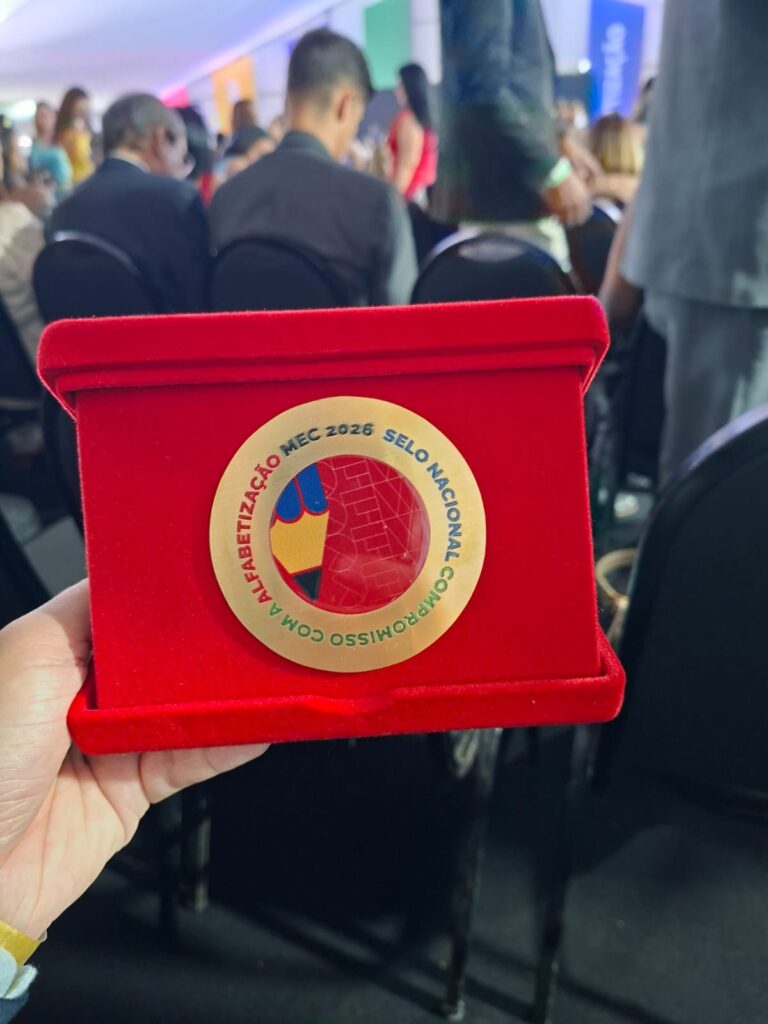 SELO NACIONAL COMPROMISSO COM A ALFABETIZAÇÃO MEC 2026